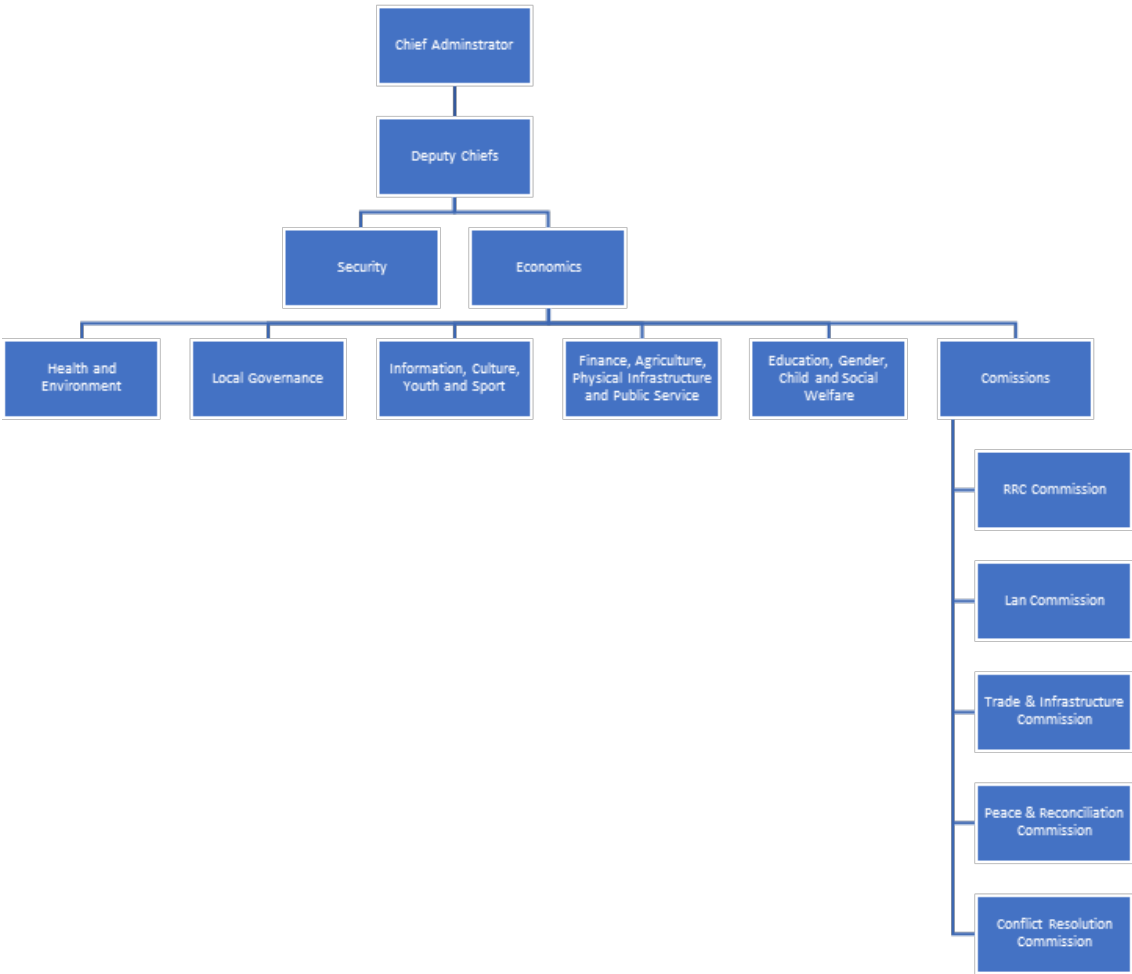 Chief Adminstrator
Deputy Chiefs
Security
Economics
Health and
Environment
Local Governance
Information, Culture,
Youth and Sport
Finance, Agriculture,
Physical Infrastructure
and Public Service
Education, Gender,
Child and Social
Welfare
Comissions
RRC Commission
Lan Commission
Trade & Infrastructure
Commission
Peace & Reconciliation
Commission
Conflict Resolution
Commission